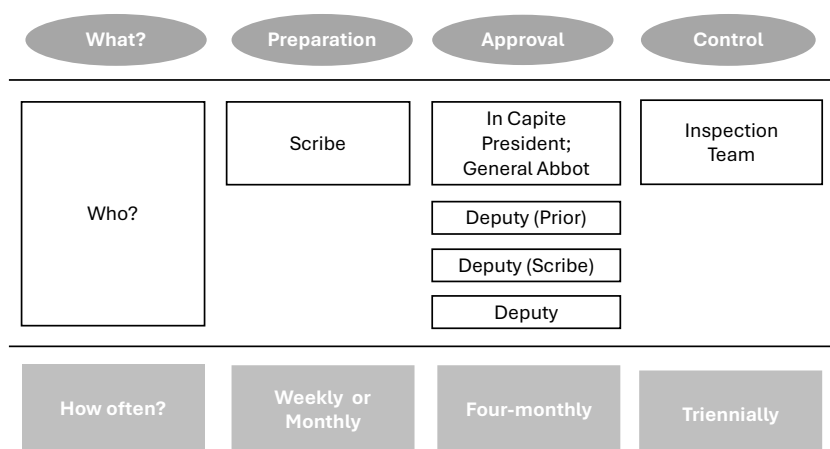 What?
Preparation
Approval
Control
Who?
Scribe
In Capite
President;
General Abbot
Inspection
Team
Deputy (Prior)
Deputy (Scribe)
Deputy
How often?
Weekly or
Monthly
Four-monthly
Triennially